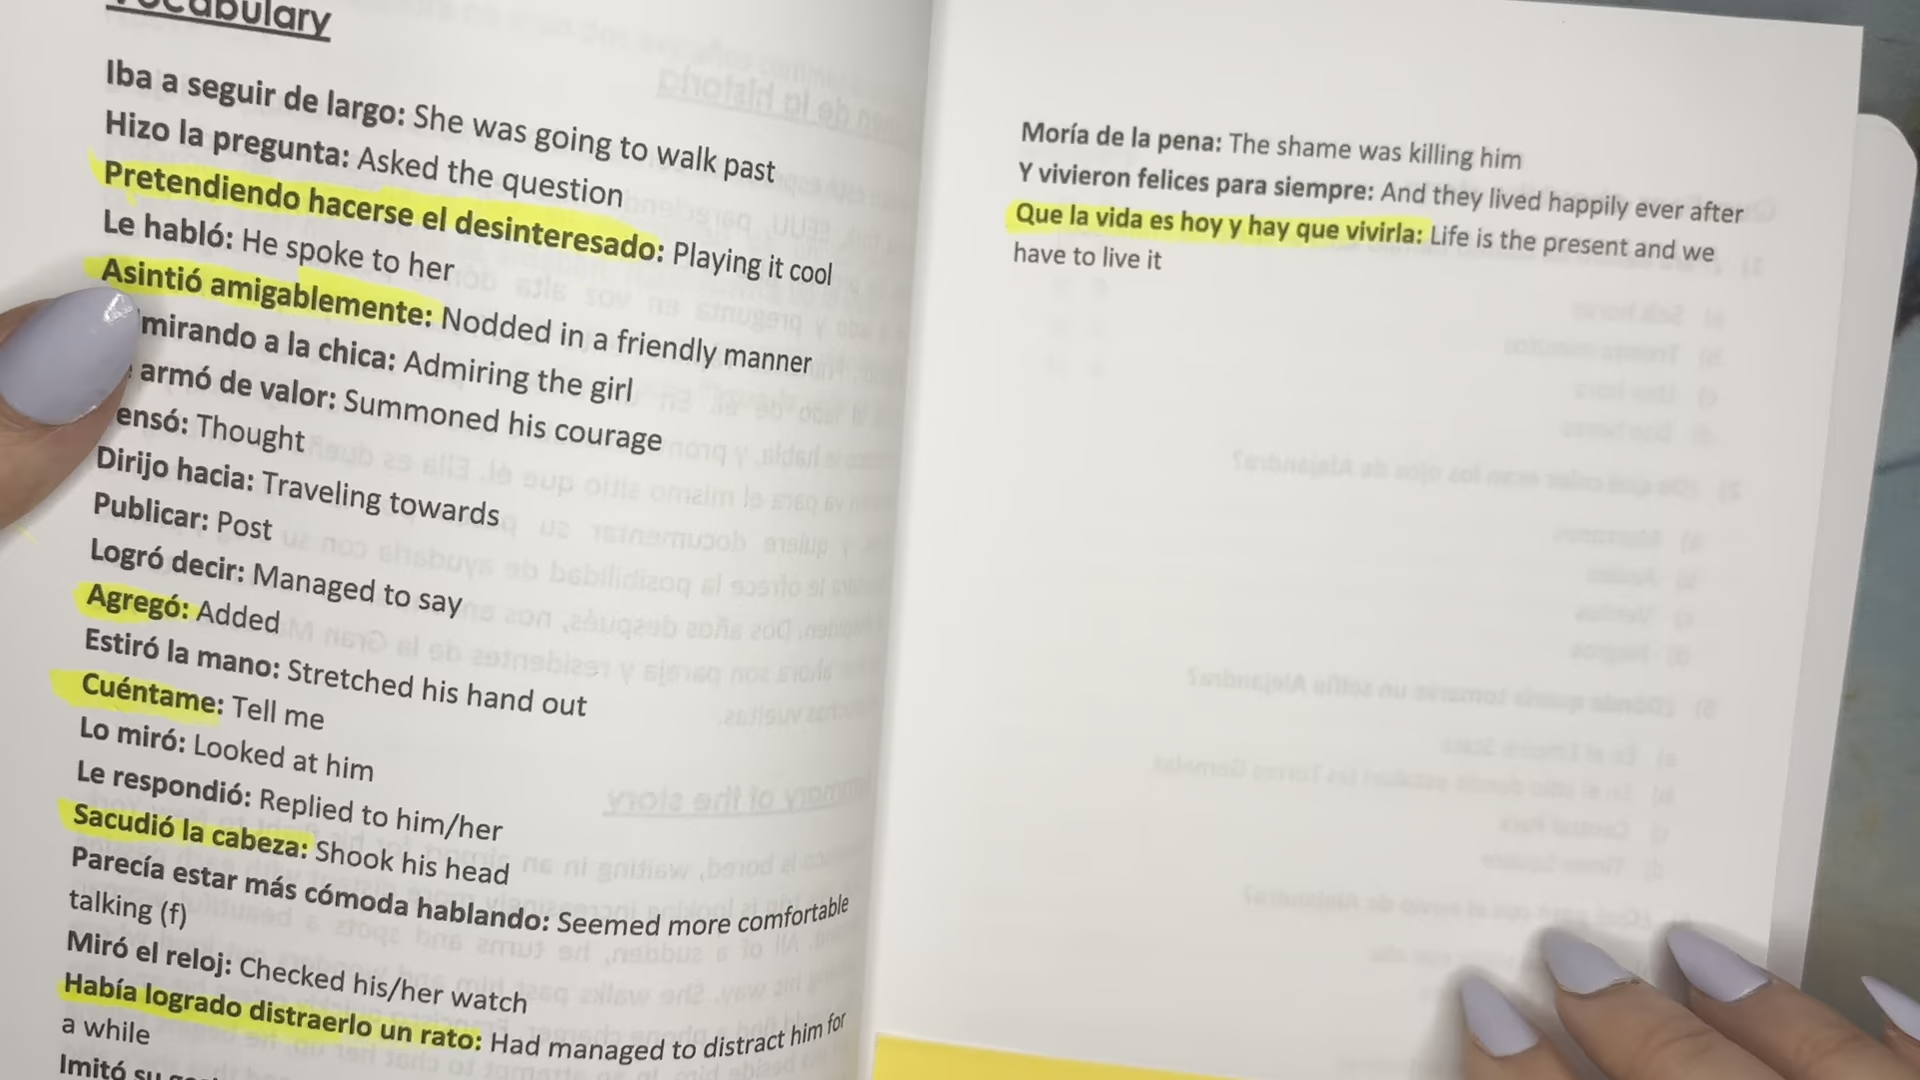 Vocabulary
Iba a seguir de largo: She was going to walk past
Hizo la pregunta: Asked the question
Pretendiendo hacerse el desinteresado: Playing it cool
Le habló: He spoke to her
Asintió amigablemente: Nodded in a friendly manner
mirando a la chica: Admiring the girl
armó de valor: Summoned his courage
ensó: Thought
Dirijo hacia: Traveling towards
Publicar: Post
Logró decir: Managed to say
Agregó: Added
Estiró la mano: Stretched his hand out
Cuéntame: Tell me
Lo miró: Looked at him
Le respondió: Replied to him/her
Sacudió la cabeza: Shook his head
Parecía estar más cómoda hablando: Seemed more comfortable
talking (f)
Miró el reloj: Checked his/her watch
Había logrado distraerlo un rato: Had managed to distract him for
a while
Imitó su
Moría de la pena: The shame was killing him
Y vivieron felices para siempre: And they lived happily ever after
Que la vida es hoy y hay que vivirla: Life is the present and we
have to live it